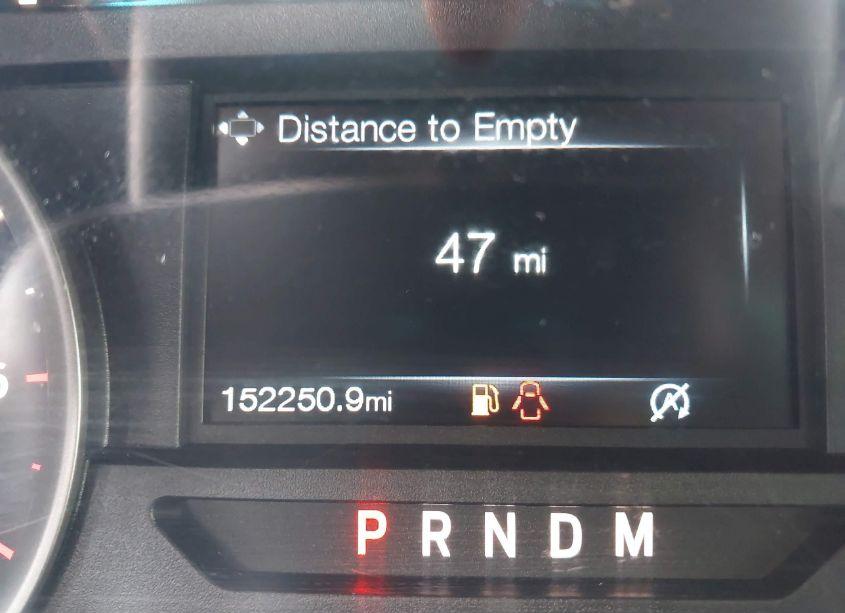 Distance to Empty
47 mi
152250.9mi
P R N D M